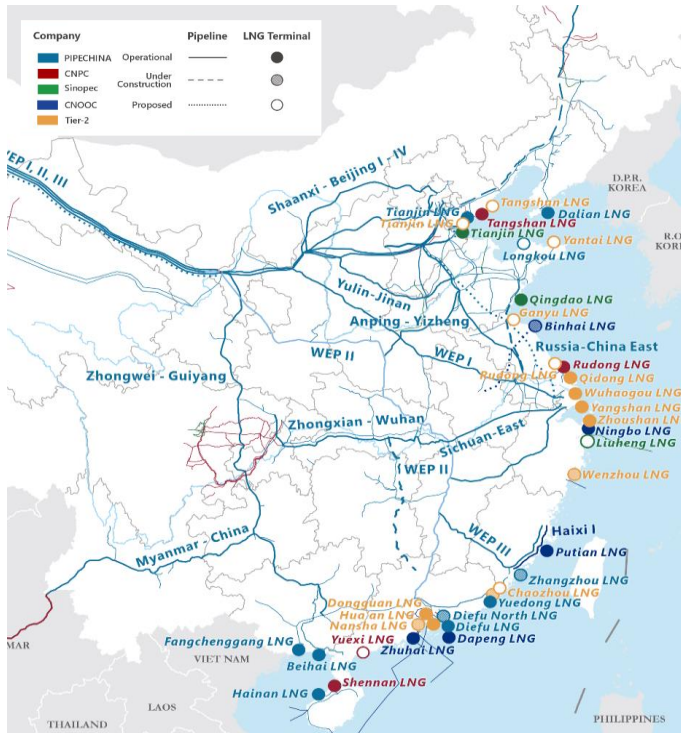 Company
Pipeline
LNG Terminal
PIPECHINA
Operational
CNPC
Under
Construction
Sinopec
CNOOC
Proposed
Tier-2
WEP I, II, III
Shaanxi - Beijing I - IV
D.P.R.
KOREA
Tangshan LNG
Tianjin LNG
Dalian LNG
Tianjin LNG
Tangshan LNG
Tianjin LNG
R.O
KOR
Yantai LNG
Longkou LNG
Yulin-Jinan
Qingdao LNG
Ganyu LNG
Anping - Yizheng
Binhai LNG
Russia-China East
WEP II
WEP I
Rudong LNG
Rudong LNG
Zhongwei - Guiyang
Qidong LNG
Wuhaogou LNG
Yangshan LNG
Zhongxian - Wuhan
Zhoushan LN
Sichuan-East
Ningbo LNG
Liuheng LNG
WEP II
Wenzhou LNG
WEP III
Haixi I
Myanmar - China
Putian LNG
Zhangzhou LNG
Chaozhou LNG
Dongguan LNG
Yuedong LNG
Hua'an LNG
Diefu North LNG
Nansha LNG
Diefu LNG
MAR
Fangchenggang LNG
Yuexi LNG
Dapeng LNG
VIET NAM
Zhuhai LNG
Beihai LNG
Shennan LNG
Hainan LNG
LAOS
THAILAND
PHILIPPINES